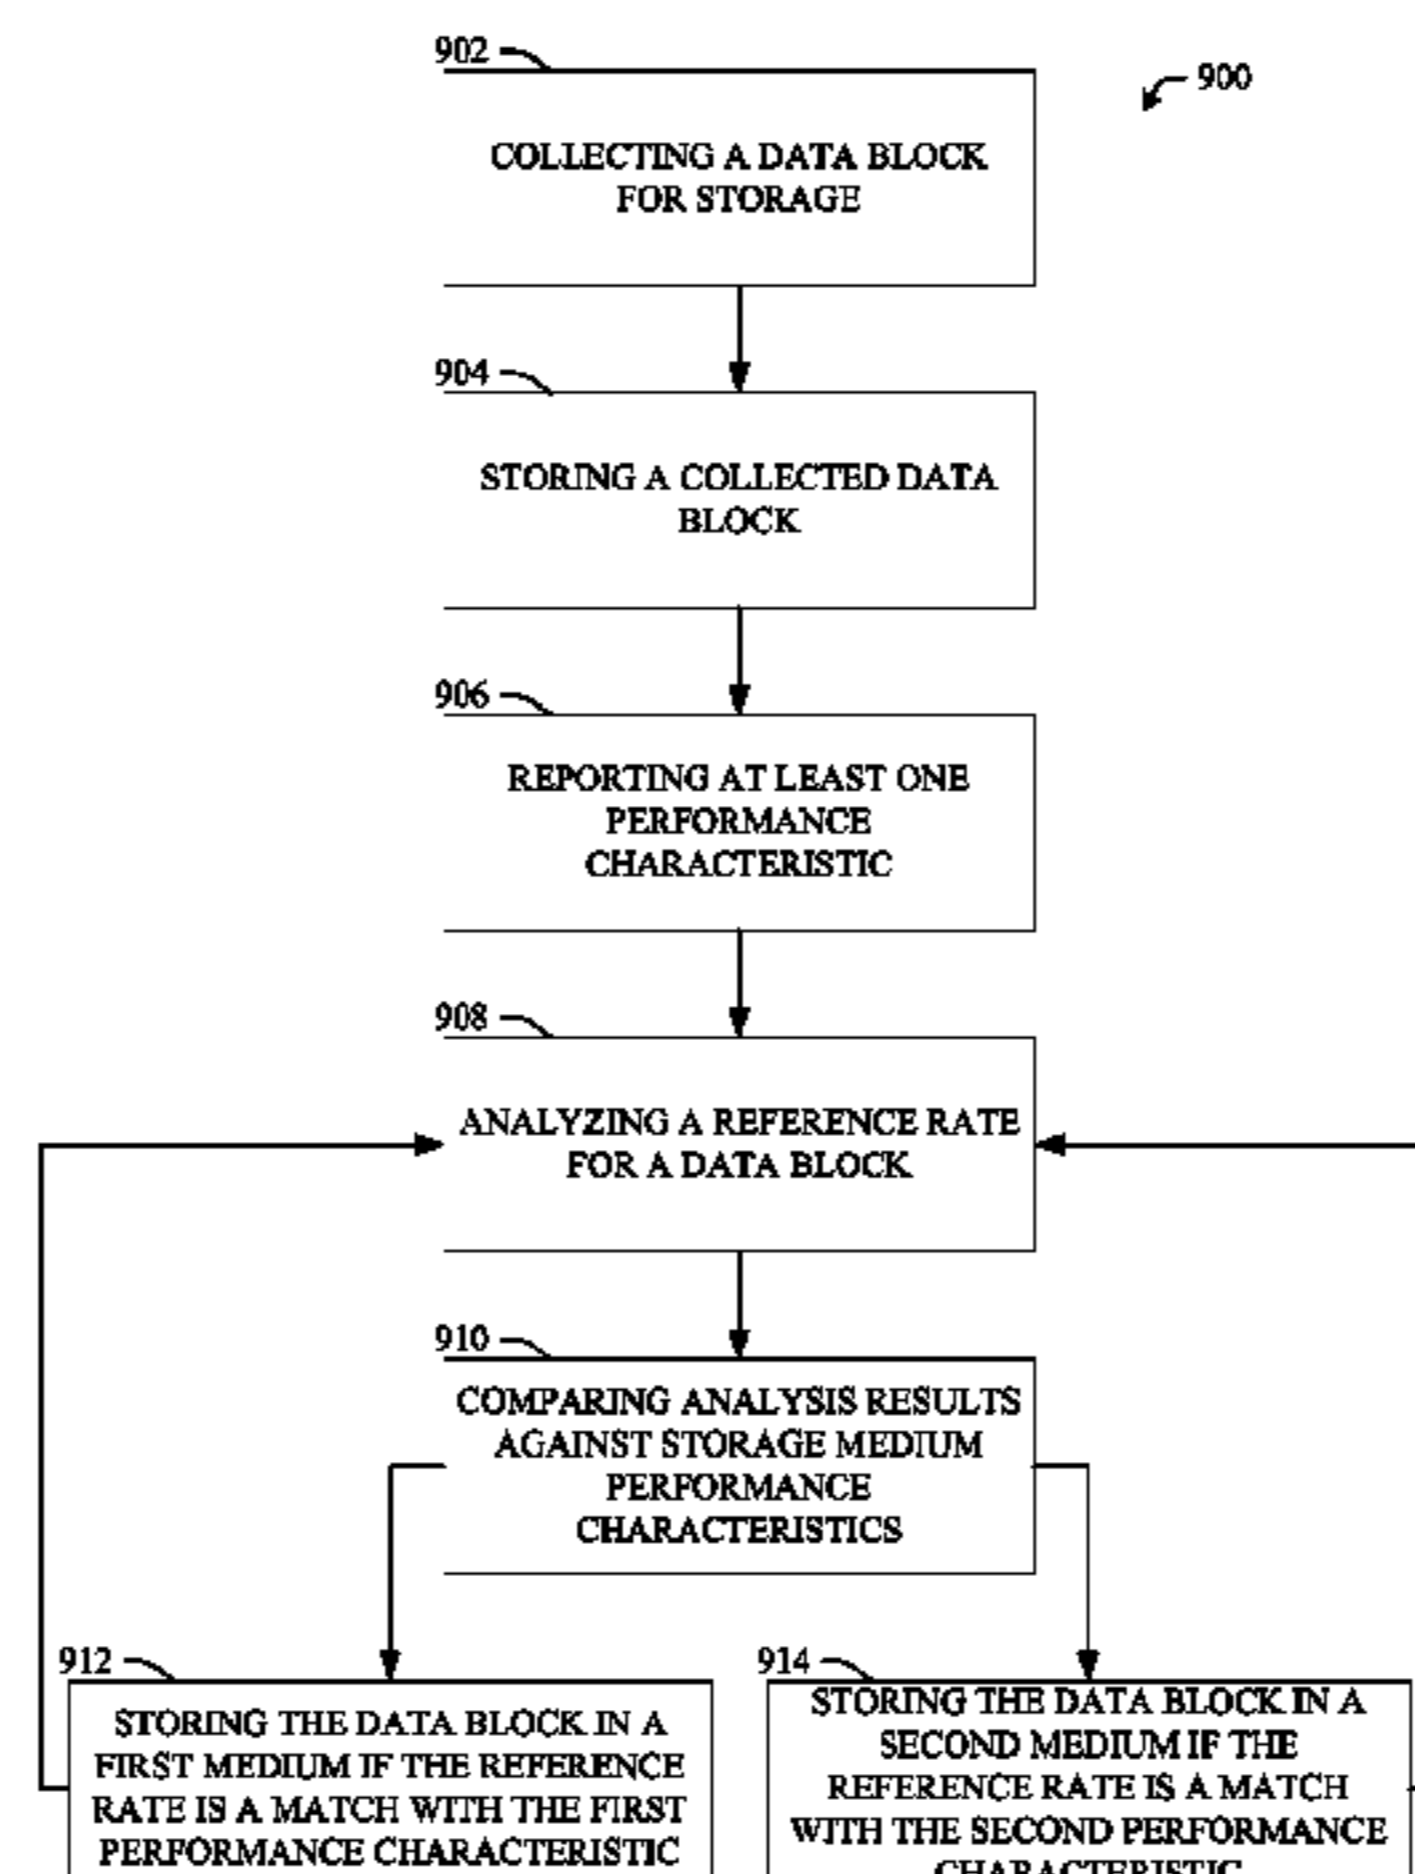 902
900
COLLECTING A DATA BLOCK
FOR STORAGE
904
STORING A COLLECTED DATA
BLOCK
906
REPORTING AT LEAST ONE
PERFORMANCE
CHARACTERISTIC
908
ANALYZING A REFERENCE RATE
FOR A DATA BLOCK
910
COMPARING ANALYSIS RESULTS
AGAINST STORAGE MEDIUM
PERFORMANCE
CHARACTERISTICS
912
STORING THE DATA BLOCK IN A
FIRST MEDIUM IF THE REFERENCE
RATE IS A MATCH WITH THE FIRST
PERFORMANCE CHARACTERISTIC
914
STORING THE DATA BLOCK IN A
SECOND MEDIUM IF THE
REFERENCE RATE IS A MATCH
WITH THE SECOND PERFORMANCE
CHARACTERISTIC